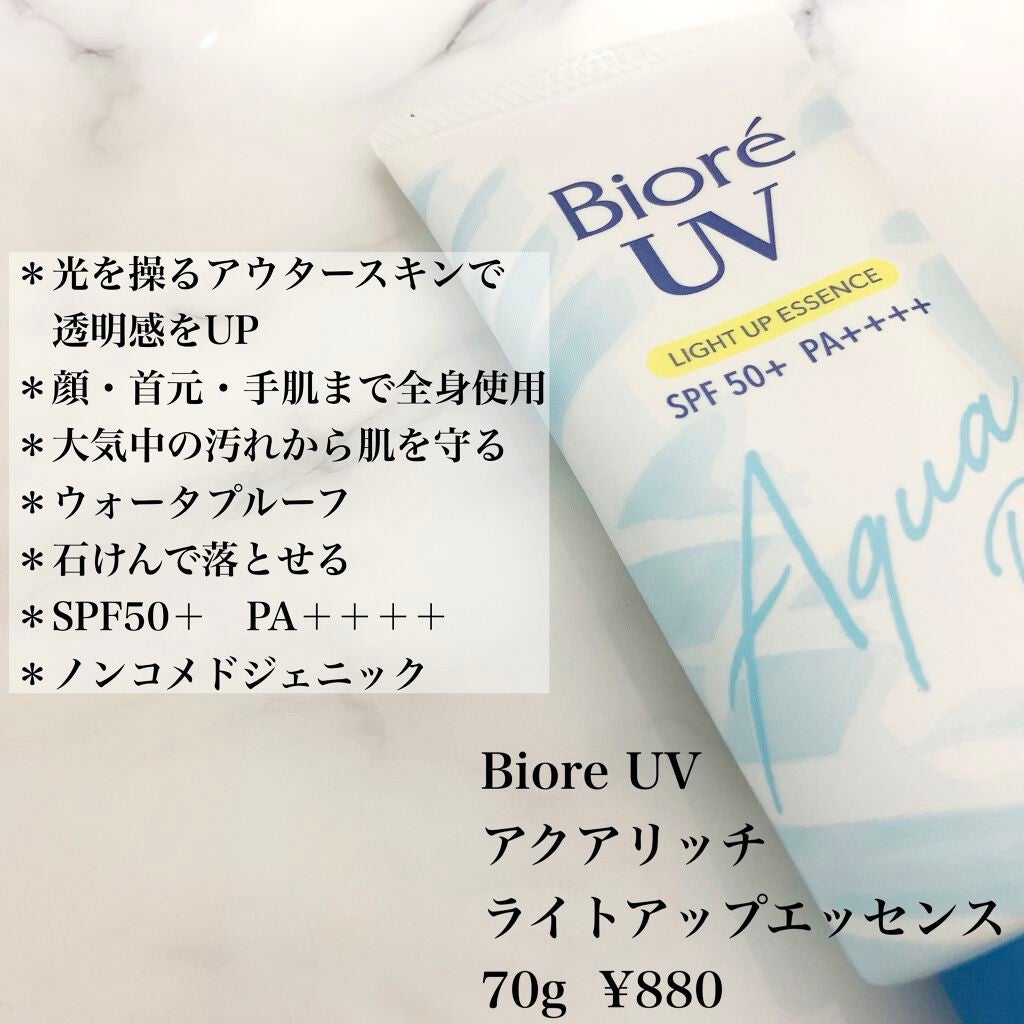 Bioré
UV
LIGHT UP ESSENCE
SPF 50+ PA++++
Aqua
＊光を操るアウタースキンで
透明感をUP
＊顔・首元・手肌まで全身使用
＊大気中の汚れから肌を守る
＊ウォータプルーフ
＊石けんで落とせる
＊SPF50＋　PA＋＋＋＋
＊ノンコメドジェニック
Biore UV
アクアリッチ
ライトアップエッセンス
70g ¥880